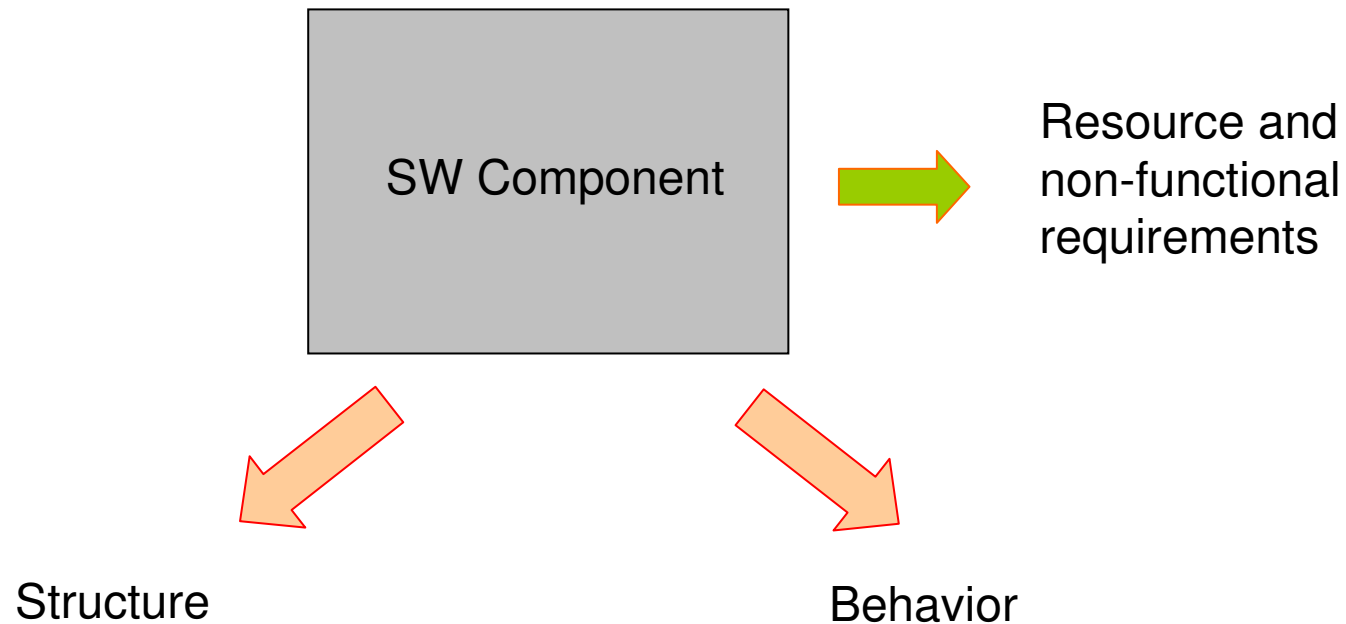 SW Component
Resource and
non-functional
requirements
Structure
Behavior